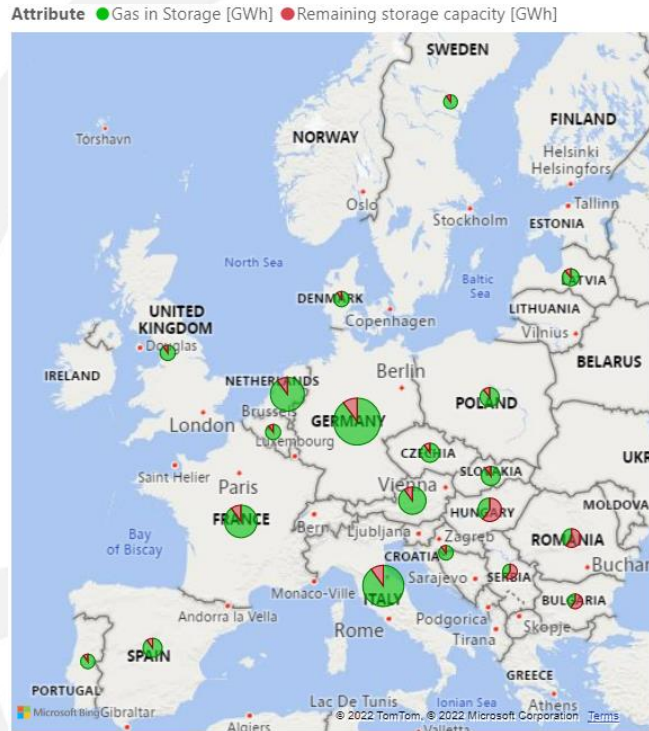 Attribute Gas in Storage [GWh] Remaining storage capacity [GWh]
SWEDEN
Tórshavn
NORWAY
FINLAND
Helsinki
Helsingfors
Oslo
Tallinn
Stockholm
ESTONIA
North Sea
Baltic
Sea
LATVIA
DENMARK
Copenhagen
LITHUANIA
Vilnius
UNITED
KINGDOM
Douglas
BELARUS
IRELAND
NETHERLANDS
Berlin
London
Brussels
GERMANY
POLAND
Luxembourg
CZECHIA
UKR
Saint Helier
Paris
SLOVAKIA
Vienna
FRANCE
HUNGARY
MOLDOVA
Bern
Ljubljana
Zagreb
ROMANIA
Bay
of Biscay
CROATIA
Buchar
Monaco-Ville
Sarajevo
SERBIA
ITALY
BULGARIA
Andorra la Vella
Rome
Podgorica
Skopje
Tirana
SPAIN
PORTUGAL
GREECE
Microsoft Bing
Gibraltar
Lac De Tunis
Ionian Sea
Athens
© 2022 TomTom, © 2022 Microsoft Corporation Terms
Algiers
Valletta